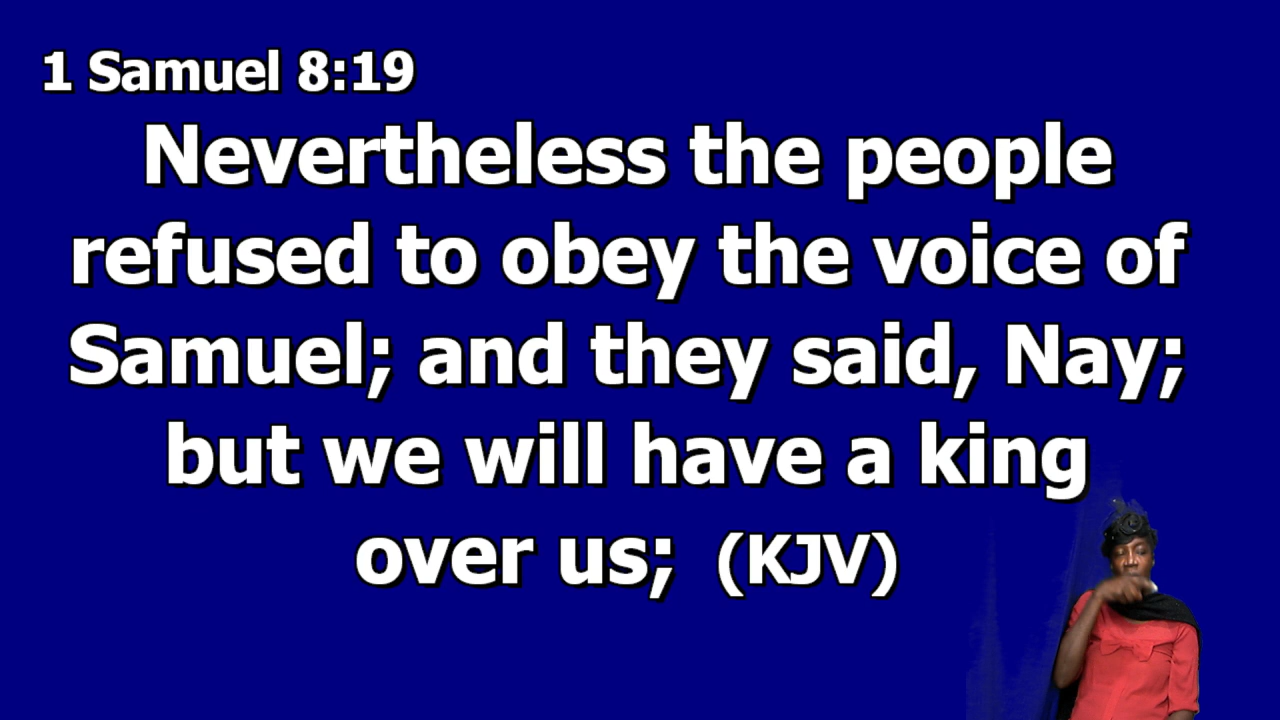 1 Samuel 8:19
Nevertheless the people
refused to obey the voice of
Samuel; and they said, Nay;
but we will have a king
over us; (KJV)